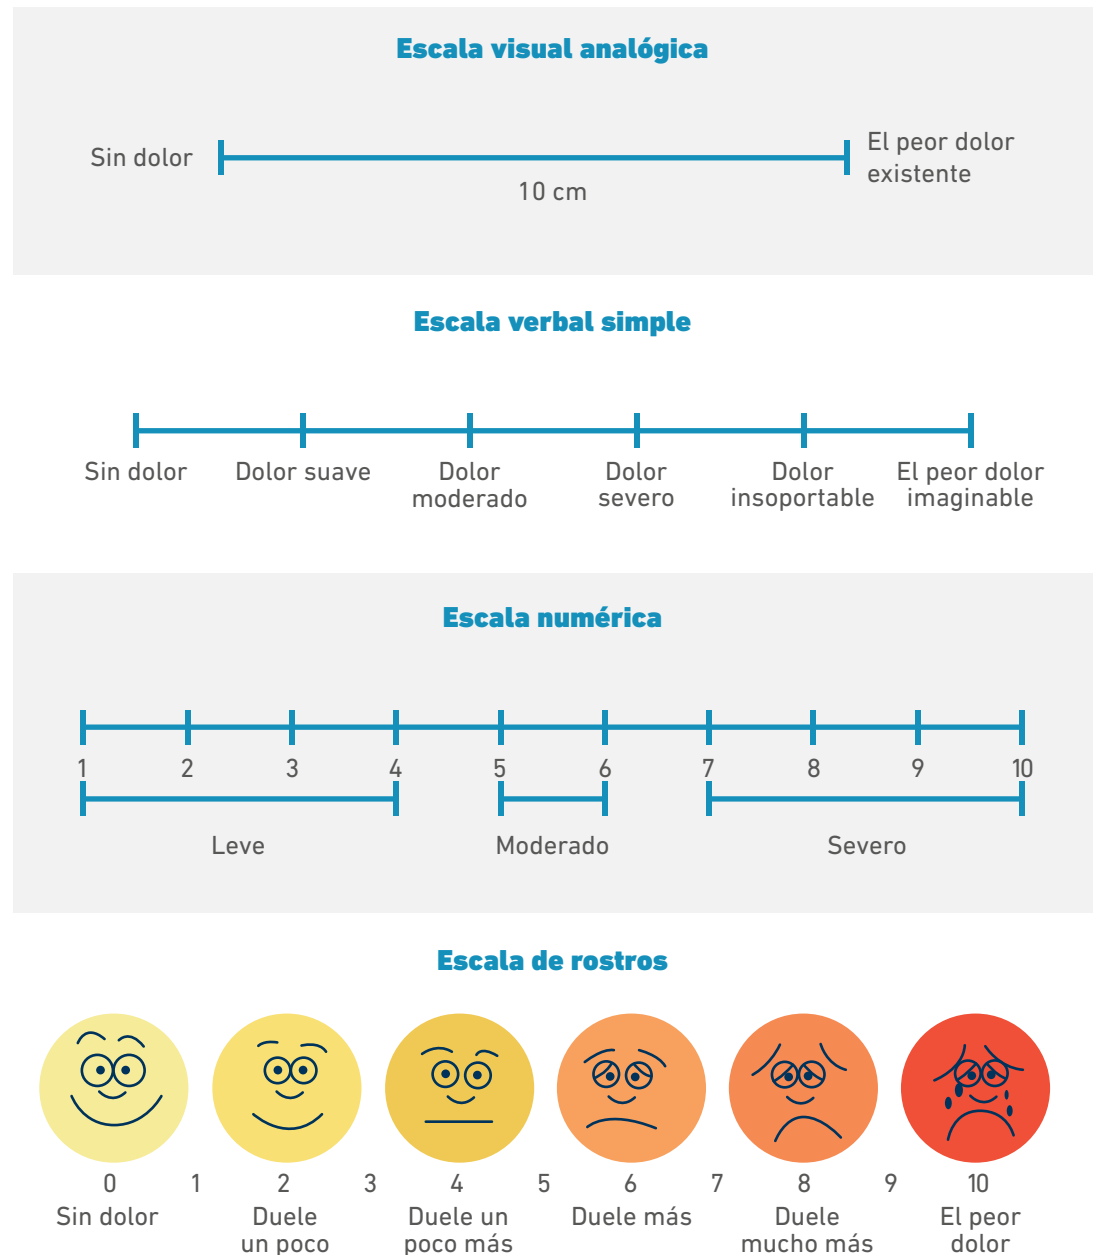 Escala visual analógica
Sin dolor
El peor dolor
existente
10 cm
Escala verbal simple
Sin dolor
Dolor suave
Dolor
moderado
Dolor
severo
Dolor
insoportable
El peor dolor
imaginable
Escala numérica
1 2 3 4 5 6 7 8 9 10
Leve Moderado Severo
Escala de rostros
0 1 2 3 4 5 6 7 8 9 10
Sin dolor
Duele
un poco
Duele un
poco más
Duele más
Duele
mucho más
El peor
dolor